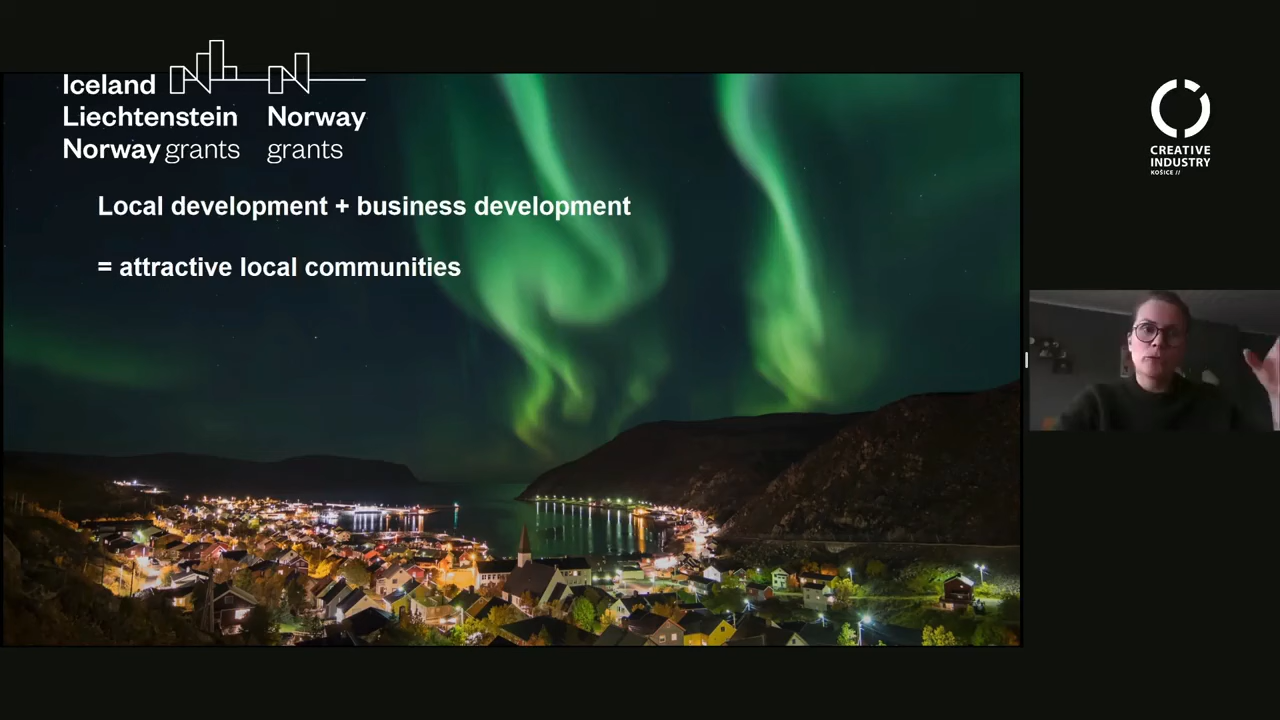 Iceland
Liechtenstein
Norway grants
Norway
grants
Local development + business development
= attractive local communities
CREATIVE
INDUSTRY
KOŠICE //